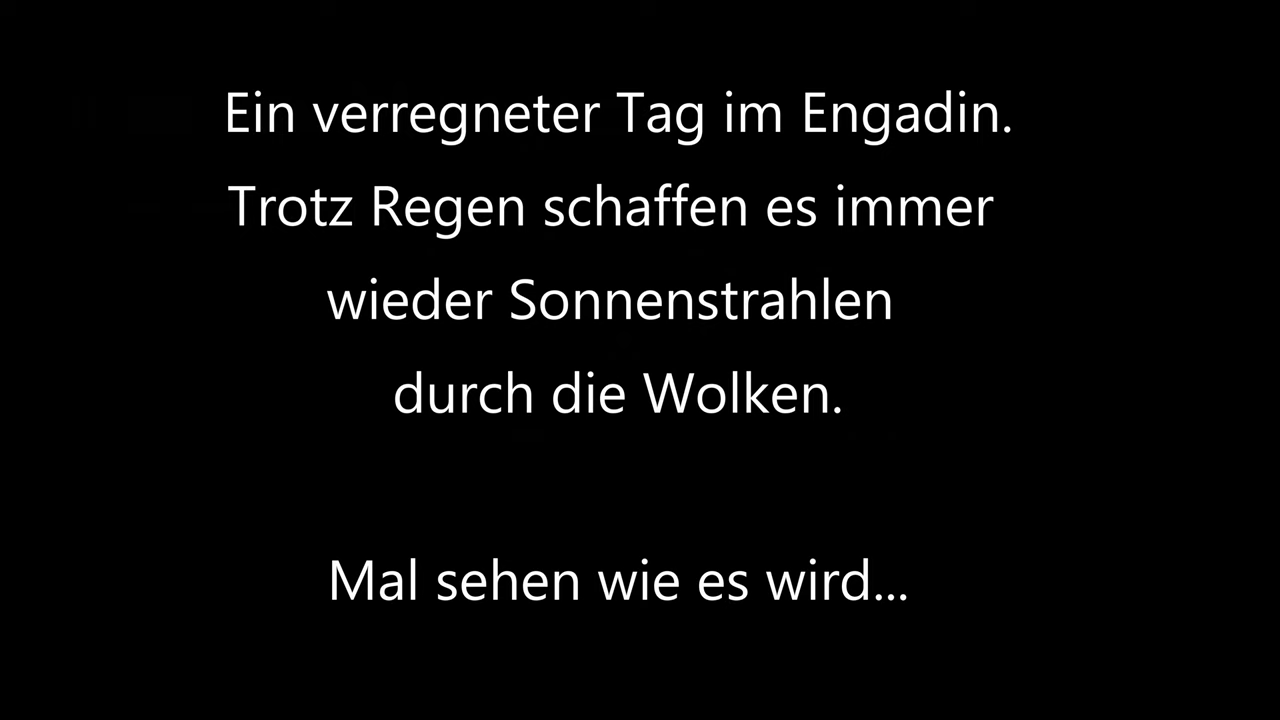 Ein verregneter Tag im Engadin.
Trotz Regen schaffen es immer
wieder Sonnenstrahlen
durch die Wolken.
Mal sehen wie es wird...